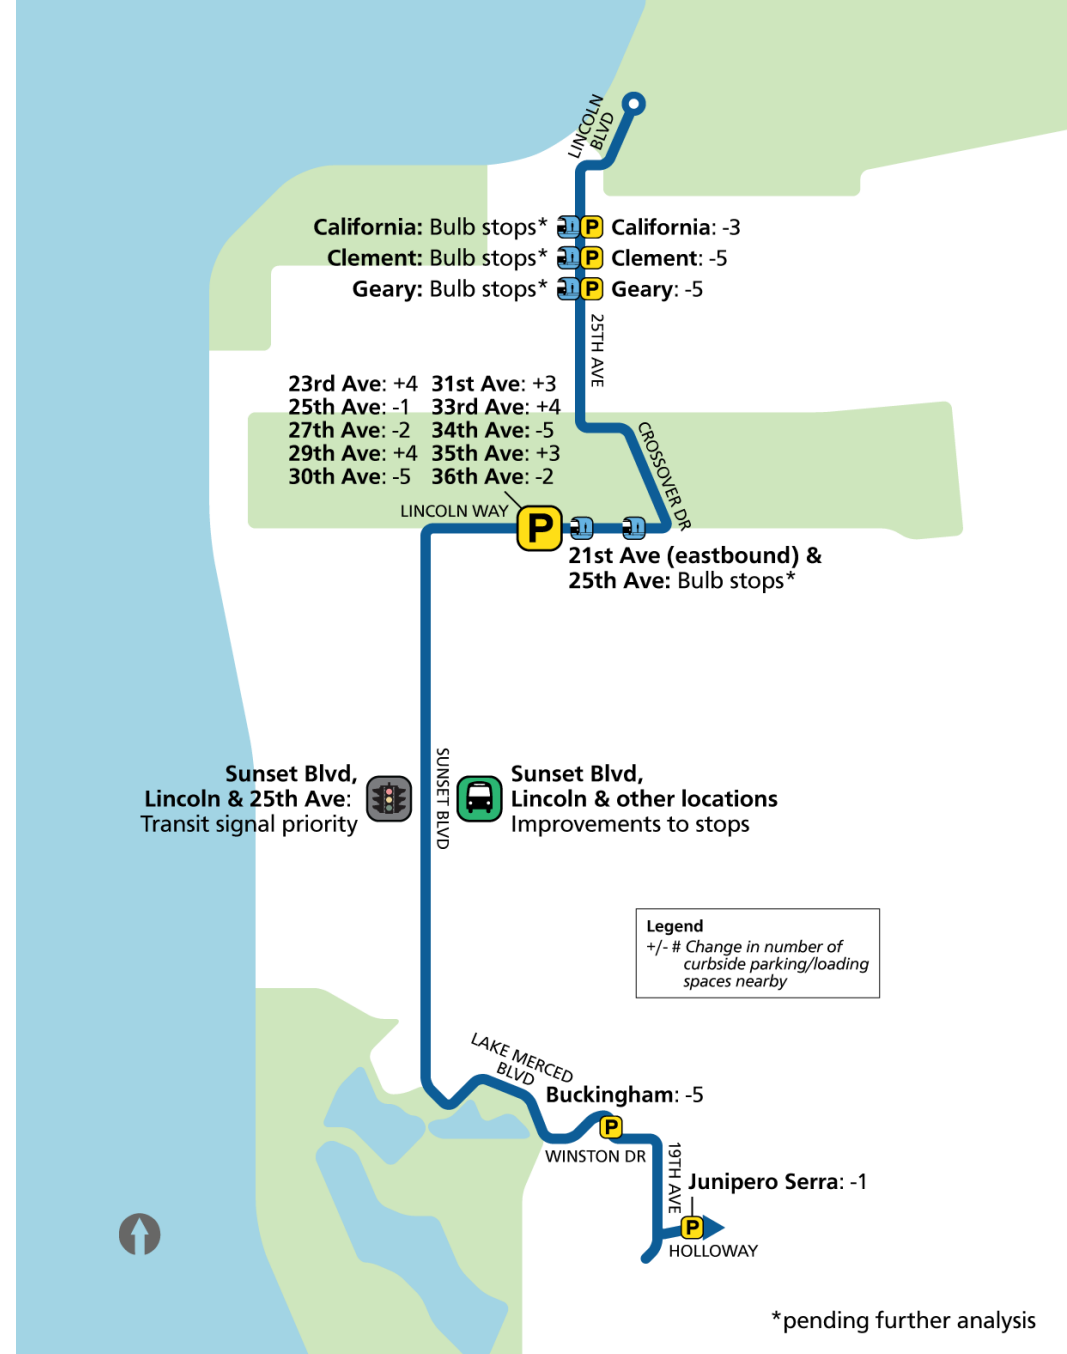 LINCOLN
BLVD
California: Bulb stops*
P
California: -3
Clement: Bulb stops*
P
Clement: -5
Geary: Bulb stops*
P
Geary: -5
25TH AVE
23rd Ave: +4 31st Ave: +3
25th Ave: -1 33rd Ave: +4
27th Ave: -2 34th Ave: -5
29th Ave: +4 35th Ave: +3
30th Ave: -5 36th Ave: -2
CROSSOVER DR
LINCOLN WAY
P
21st Ave (eastbound) &
25th Ave: Bulb stops*
SUNSET BLVD
Sunset Blvd,
Lincoln & 25th Ave:
Transit signal priority
Sunset Blvd,
Lincoln & other locations
Improvements to stops
Legend
+/- # Change in number of
curbside parking/loading
spaces nearby
LAKE MERCED
BLVD
Buckingham: -5
P
WINSTON DR
19TH AVE
Junipero Serra: -1
P
HOLLOWAY
*pending further analysis